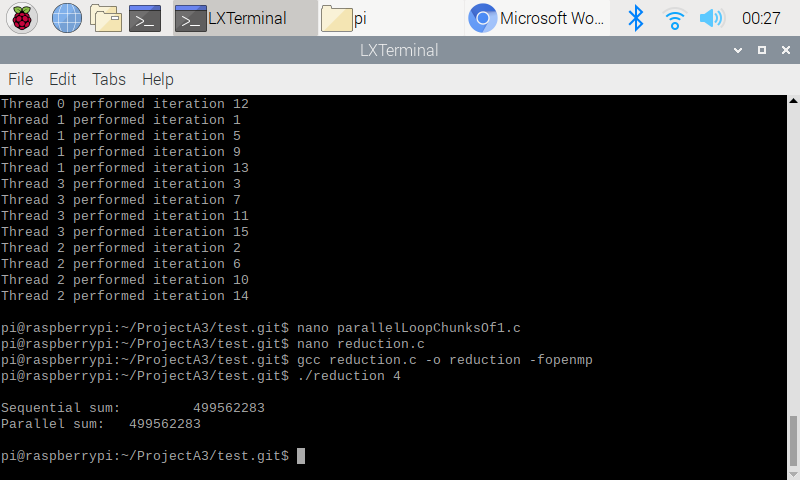 LXTerminal
pi
Microsoft Wo...
00:27
LXTerminal
File Edit Tabs Help
Thread 0 performed iteration 12
Thread 1 performed iteration 1
Thread 1 performed iteration 5
Thread 1 performed iteration 9
Thread 1 performed iteration 13
Thread 3 performed iteration 3
Thread 3 performed iteration 7
Thread 3 performed iteration 11
Thread 3 performed iteration 15
Thread 2 performed iteration 2
Thread 2 performed iteration 6
Thread 2 performed iteration 10
Thread 2 performed iteration 14
pi@raspberrypi:~/ProjectA3/test.git$ nano parallelLoopChunksOf1.c
pi@raspberrypi:~/ProjectA3/test.git$ nano reduction.c
pi@raspberrypi:~/ProjectA3/test.git$ gcc reduction.c -o reduction -fopenmp
pi@raspberrypi:~/ProjectA3/test.git$ ./reduction 4
Sequential sum: 499562283
Parallel sum: 499562283
pi@raspberrypi:~/ProjectA3/test.git$